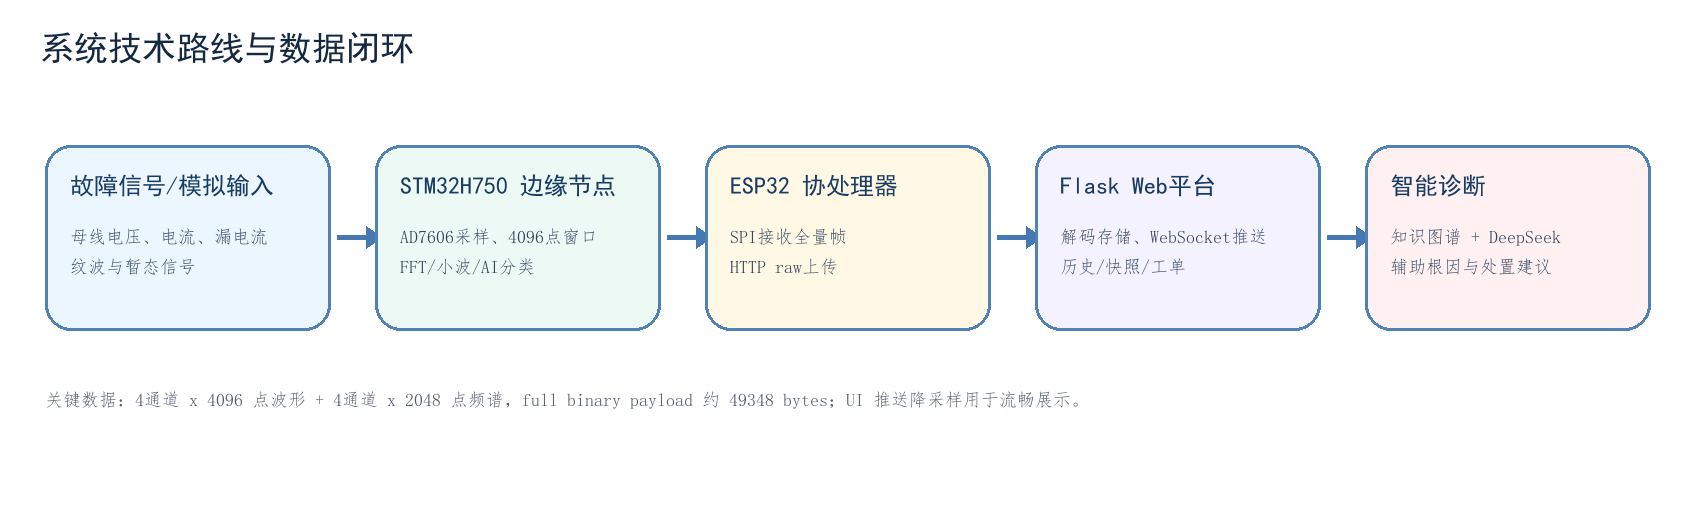 系统技术路线与数据闭环
故障信号/模拟输入
母线电压、电流、漏电流
纹波与暂态信号
STM32H750 边缘节点
AD7606采样、4096点窗口
FFT/小波/AI分类
ESP32 协处理器
SPI接收全量帧
HTTP raw上传
Flask Web平台
解码存储、WebSocket推送
历史/快照/工单
智能诊断
知识图谱 + DeepSeek
辅助根因与处置建议
关键数据：4通道 x 4096 点波形 + 4通道 x 2048 点频谱，full binary payload 约 49348 bytes；UI 推送降采样用于流畅展示。